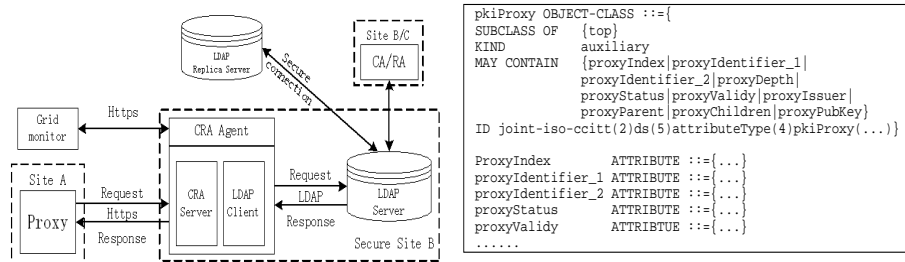 LDAP
Replica Server
Secure
connection
Site B/C
CA/RA
Https
Grid
monitor
CRA Agent
Site A
Proxy
Request
Https
Response
CRA
Server
LDAP
Client
Request
LDAP
Response
LDAP
Server
Secure Site B
pkiProxy OBJECT-CLASS ::={
SUBCLASS OF {top}
KIND auxiliary
MAY CONTAIN {proxyIndex|proxyIdentifier_1|
proxyIdentifier_2|proxyDepth|
proxyStatus|proxyValidy|proxyIssuer|
proxyParent|proxyChildren|proxyPubKey}
ID joint-iso-ccitt(2)ds(5)attributeType(4)pkiProxy(...)}
ProxyIndex ATTRIBUTE ::={...}
proxyIdentifier_1 ATTRIBUTE ::={...}
proxyIdentifier_2 ATTRIBUTE ::={...}
proxyStatus ATTRIBUTE ::={...}
proxyValidy ATTRIBTUE ::={...}
......